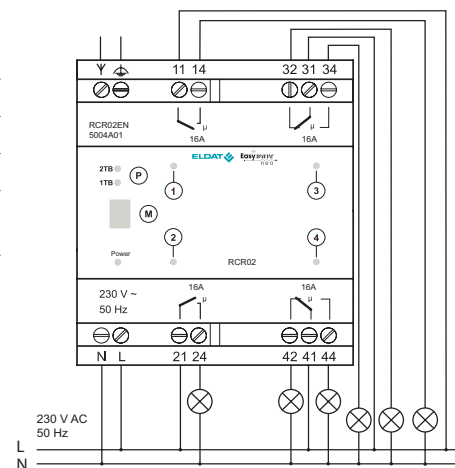 11 14 32 31 34
RCR02EN
5004A01
µ
16A
µ
16A
ELDAT Easywave
neo
2TB
1TB
P
M
1
3
2
4
Power
RCR02
230 V ~
50 Hz
16A
µ
16A
µ
N L 21 24 42 41 44
230 V AC
50 Hz
L
N